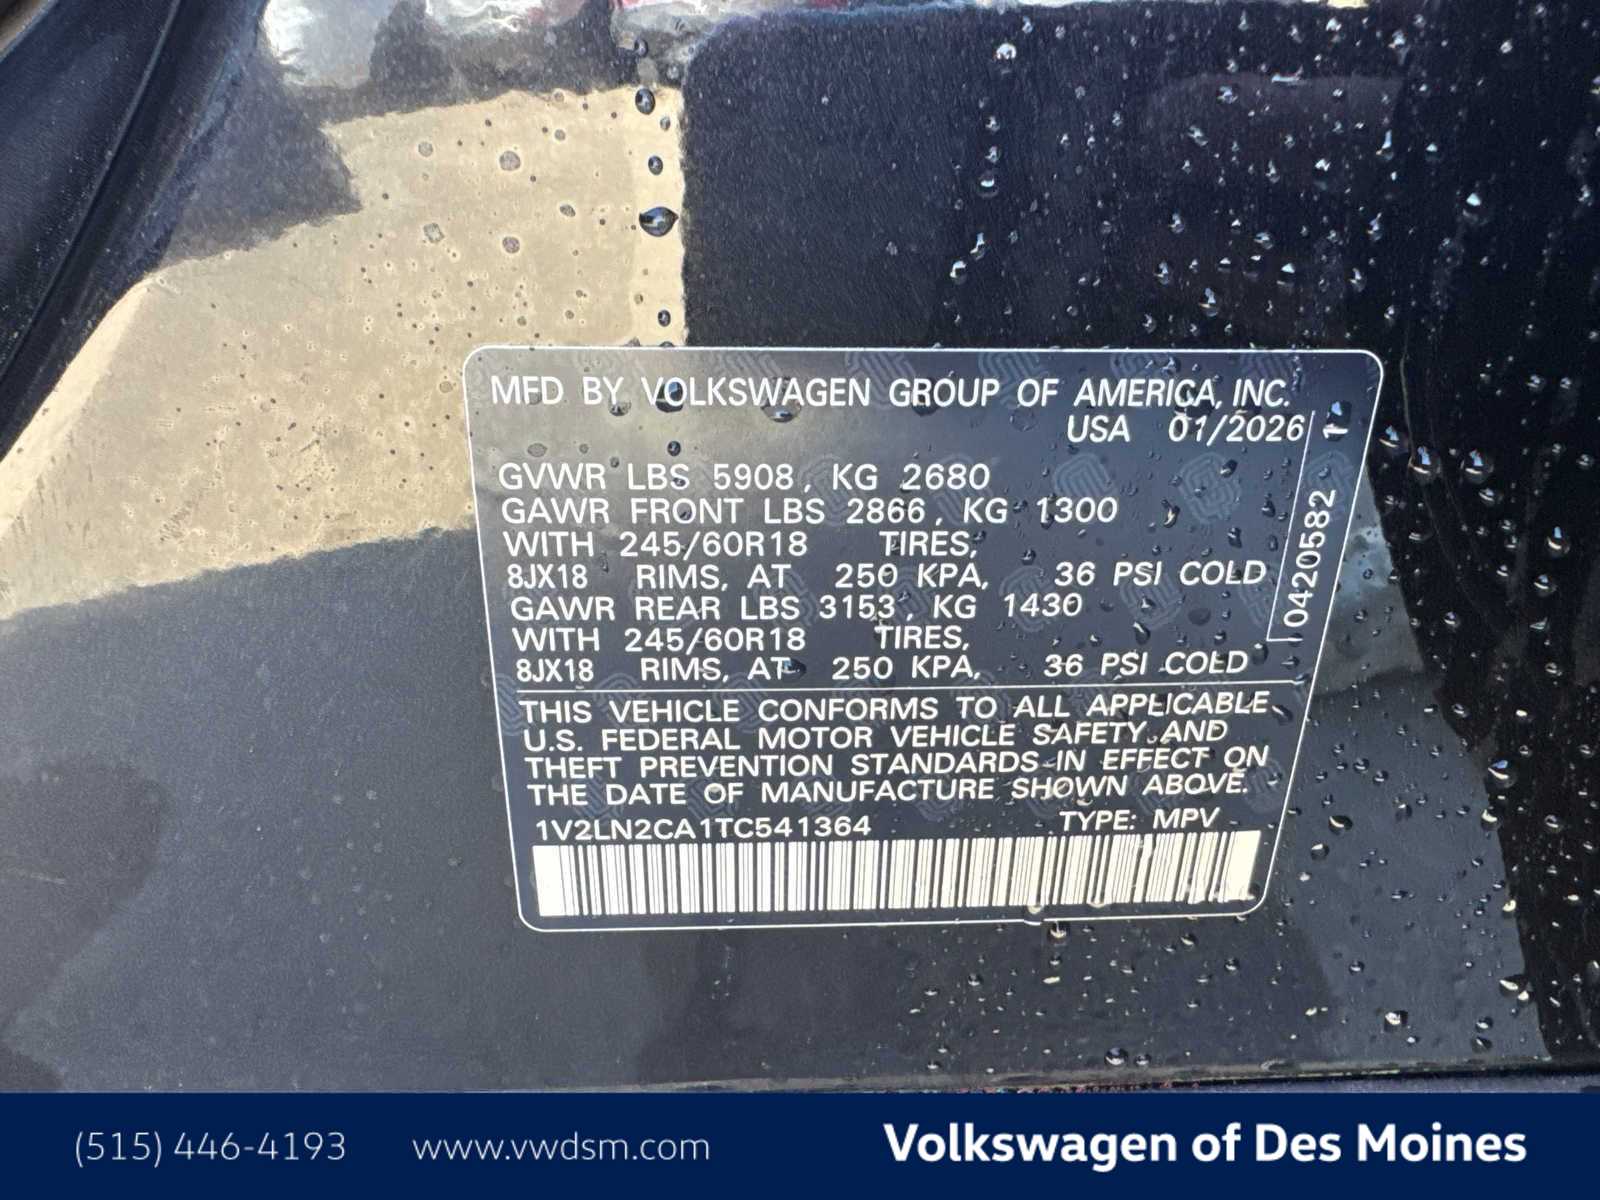 MFD BY VOLKSWAGEN GROUP OF AMERICA, INC.
USA 01/2026
GVWR LBS 5908, KG 2680
GAWR FRONT LBS 2866, KG 1300
WITH 245/60R18 TIRES,
8JX18 RIMS, AT 250 KPA, 36 PSI COLD
GAWR REAR LBS 3153, KG 1430
WITH 245/60R18 TIRES,
8JX18 RIMS, AT 250 KPA, 36 PSI COLD
0420582 1
THIS VEHICLE CONFORMS TO ALL APPLICABLE
U.S. FEDERAL MOTOR VEHICLE SAFETY AND
THEFT PREVENTION STANDARDS IN EFFECT ON
THE DATE OF MANUFACTURE SHOWN ABOVE.
1V2LN2CA1TC541364 TYPE: MPV
(515) 446-4193 www.vwdsm.com Volkswagen of Des Moines